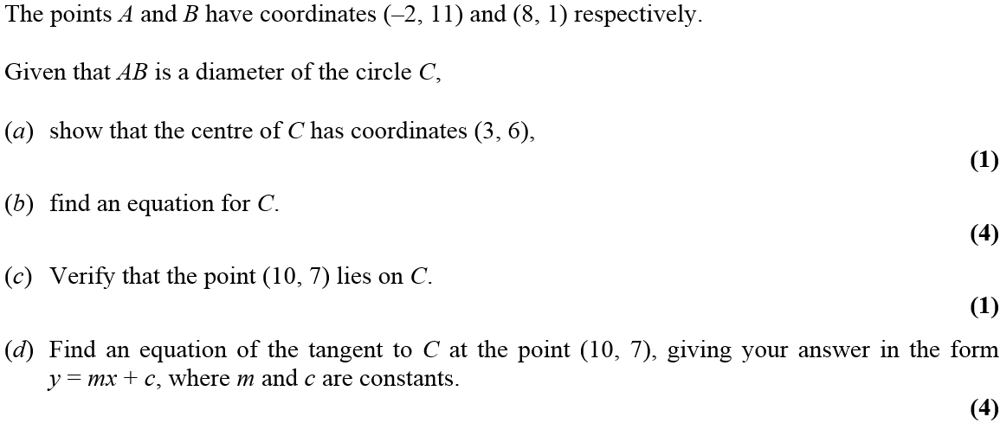 The points A and B have coordinates (–2, 11) and (8, 1) respectively.
Given that AB is a diameter of the circle C,
(a) show that the centre of C has coordinates (3, 6),
(1)
(b) find an equation for C.
(4)
(c) Verify that the point (10, 7) lies on C.
(1)
(d) Find an equation of the tangent to C at the point (10, 7), giving your answer in the form
y = mx + c, where m and c are constants.
(4)